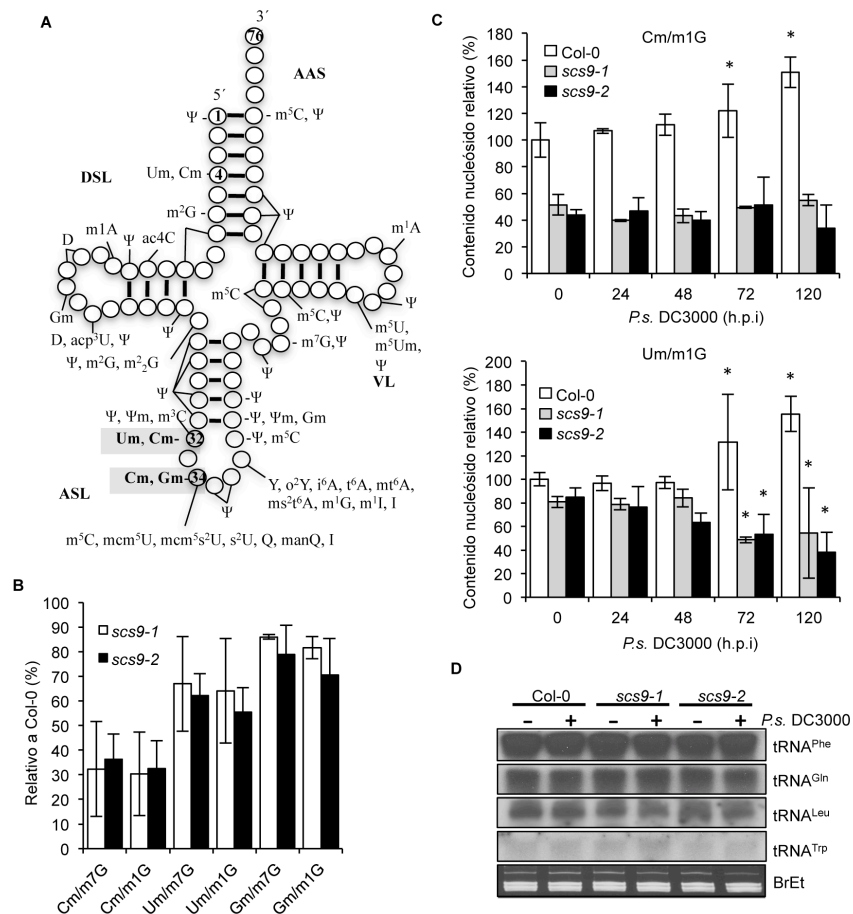 A
3´
76
AAS
5´
Ψ - 1 - m⁵C, Ψ
DSL
Um, Cm - 4
m²G-
Ψ
D
m1A
Ψ
ac4C
m¹A
Gm
m⁵C
m⁵C,Ψ
Ψ
D, acp³U, Ψ
Ψ
m⁵U,
m⁵Um,
Ψ
Ψ, m²G, m²₂G
m⁷G,Ψ
Ψ
VL
Ψ
-Ψ
Ψ, Ψm, m³C
-Ψ, Ψm, Gm
Um, Cm- 32
-Ψ, m⁵C
Cm, Gm- 34
ASL
Ψ
Y, o²Y, i⁶A, t⁶A, mt⁶A,
ms²t⁶A, m¹G, m¹I, I
m⁵C, mcm⁵U, mcm⁵s²U, s²U, Q, manQ, I
B
Relativo a Col-0 (%)
100
90
80
70
60
50
40
30
20
10
0
scs9-1
scs9-2
Cm/m7G
Cm/m1G
Um/m7G
Um/m1G
Gm/m7G
Gm/m1G
C
Cm/m1G
Contenido nucleósido relativo (%)
180
160
140
120
100
80
60
40
20
0
Col-0
scs9-1
scs9-2
* *
0 24 48 72 120
P.s. DC3000 (h.p.i)
Um/m1G
Contenido nucleósido relativo (%)
200
180
160
140
120
100
80
60
40
20
0
Col-0
scs9-1
scs9-2
* * * * * *
0 24 48 72 120
P.s. DC3000 (h.p.i)
D
Col-0 scs9-1 scs9-2
– + – + – + P.s. DC3000
tRNAPhe
tRNAGln
tRNALeu
tRNATrp
BrEt